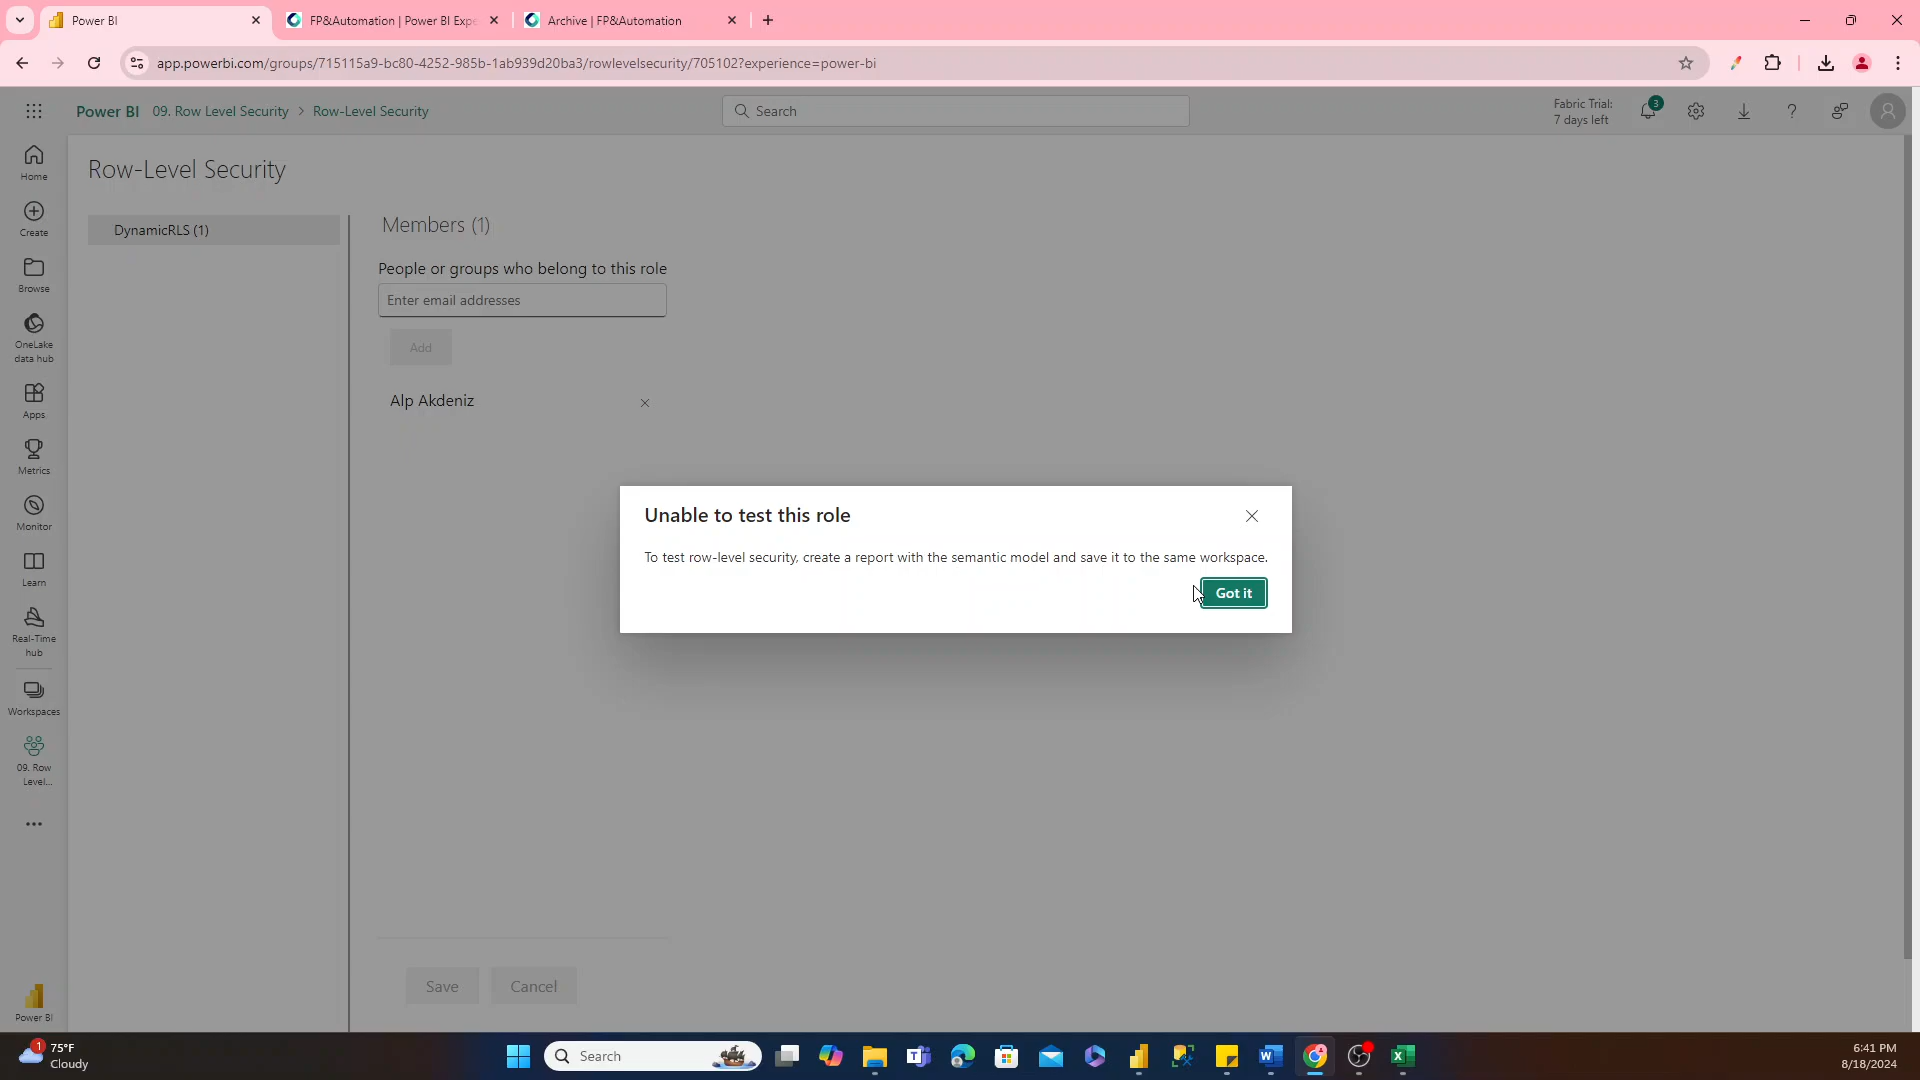 Power BI
FP&Automation | Power BI Expe
Archive | FP&Automation
app.powerbi.com/groups/715115a9-bc80-4252-985b-1ab939d20ba3/rowlevelsecurity/705102?experience=power-bi
Power BI 09. Row Level Security > Row-Level Security
Search
Fabric Trial:
7 days left
3
Home
Create
Browse
OneLake
data hub
Apps
Metrics
Monitor
Learn
Real-Time
hub
Workspaces
09. Row
Level...
Power BI
Row-Level Security
DynamicRLS (1)
Members (1)
People or groups who belong to this role
Enter email addresses
Add
Alp Akdeniz
Unable to test this role
To test row-level security, create a report with the semantic model and save it to the same workspace.
Got it
Save
Cancel
1
75°F
Cloudy
Search
6:41 PM
8/18/2024